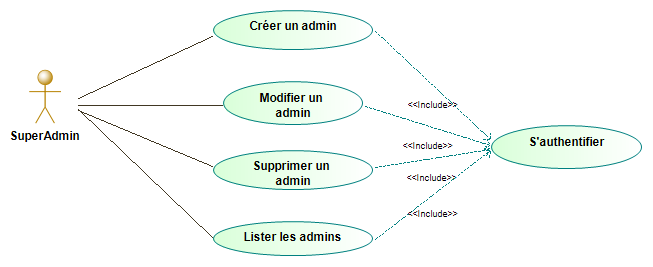 Créer un admin
<<Include>>
Modifier un
admin
SuperAdmin
S'authentifier
<<Include>>
Supprimer un
admin
<<Include>>
<<Include>>
Lister les admins